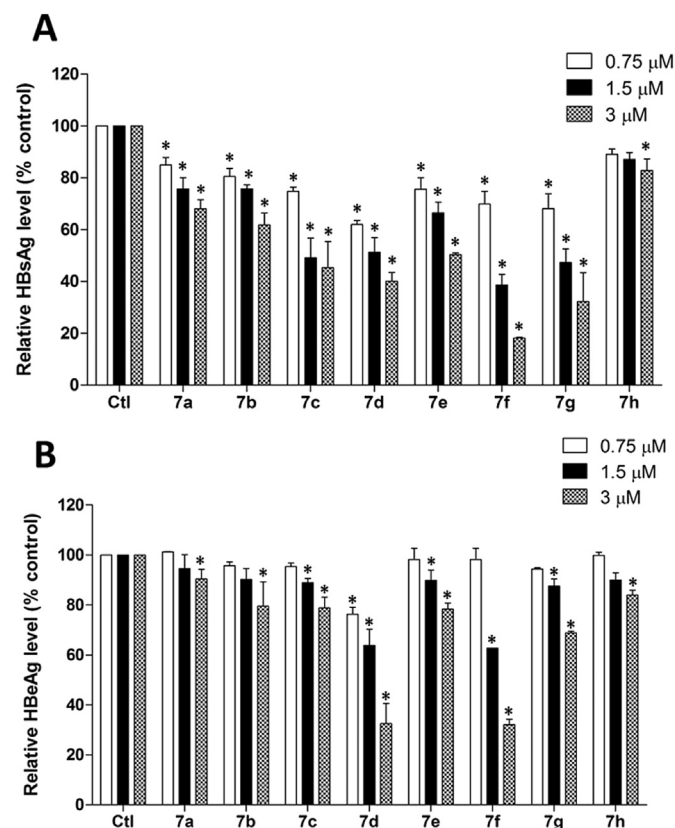 A
0.75 μM
1.5 μM
3 μM
Relative HBsAg level (% control)
120
100
80
60
40
20
0
* * * * * * * * * * * * * * * * * * * * * *
Ctl 7a 7b 7c 7d 7e 7f 7g 7h
B
0.75 μM
1.5 μM
3 μM
Relative HBeAg level (% control)
120
100
80
60
40
20
0
* * * * * * * * * * * * * *
Ctl 7a 7b 7c 7d 7e 7f 7g 7h